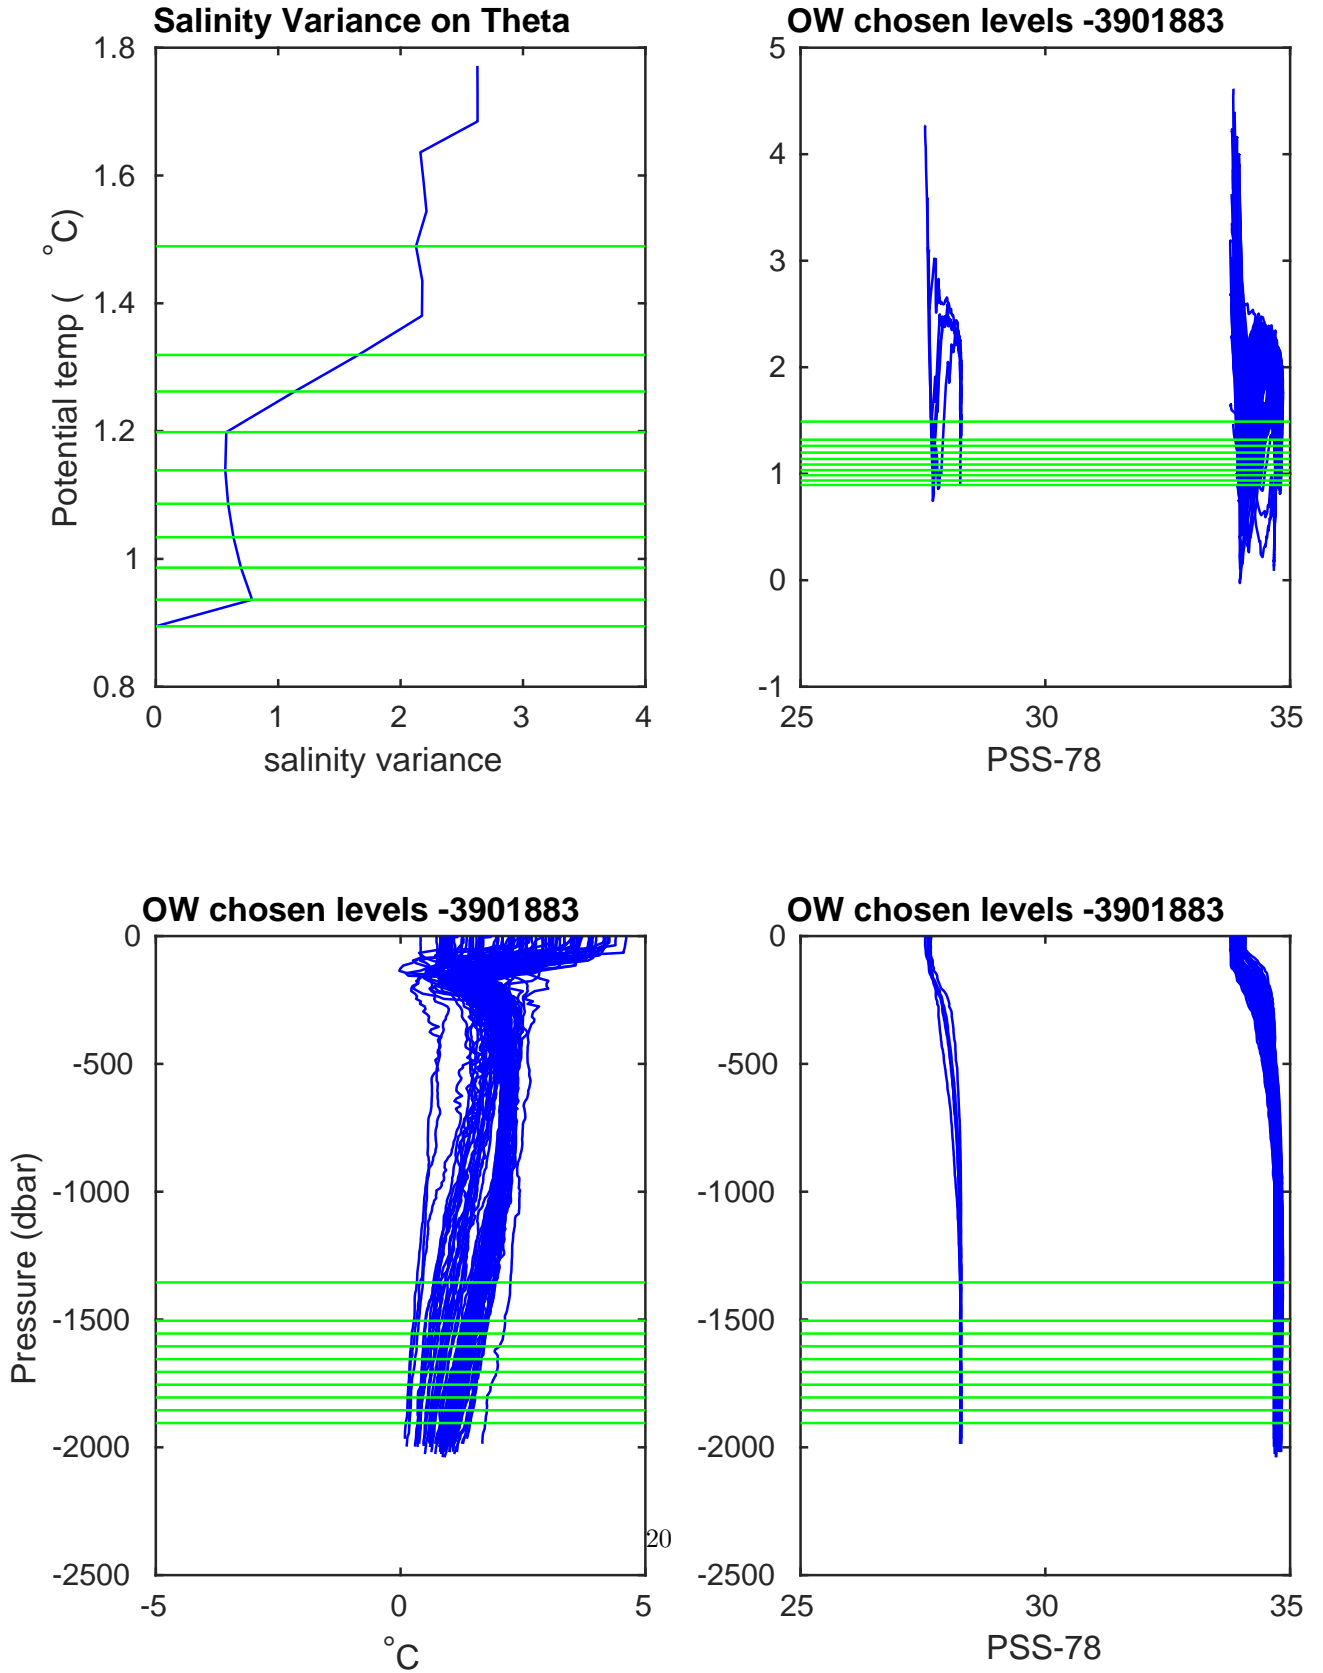 Salinity Variance on Theta
1.8
1.6
1.4
1.2
1
0.8
Potential temp ( °C)
0 1 2 3 4
salinity variance
OW chosen levels -3901883
5
4
3
2
1
0
-1
25 30 35
PSS-78
OW chosen levels -3901883
0
-500
-1000
-1500
-2000
-2500
Pressure (dbar)
-5 0 5
°C
OW chosen levels -3901883
0
-500
-1000
-1500
-2000
-2500
25 30 35
PSS-78
20